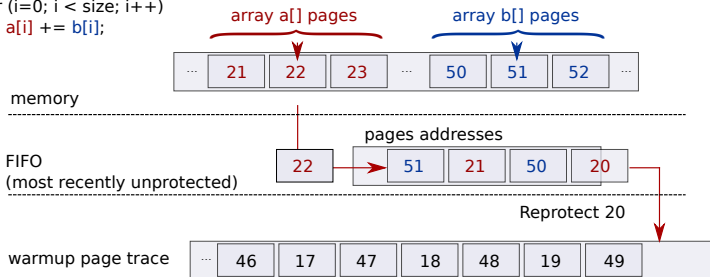 (i=0; i < size; i++)
a[i] += b[i];
array a[] pages
array b[] pages
... 21 22 23 ... 50 51 52 ...
memory
pages addresses
FIFO
(most recently unprotected)
22 51 21 50 20
Reprotect 20
warmup page trace
... 46 17 47 18 48 19 49